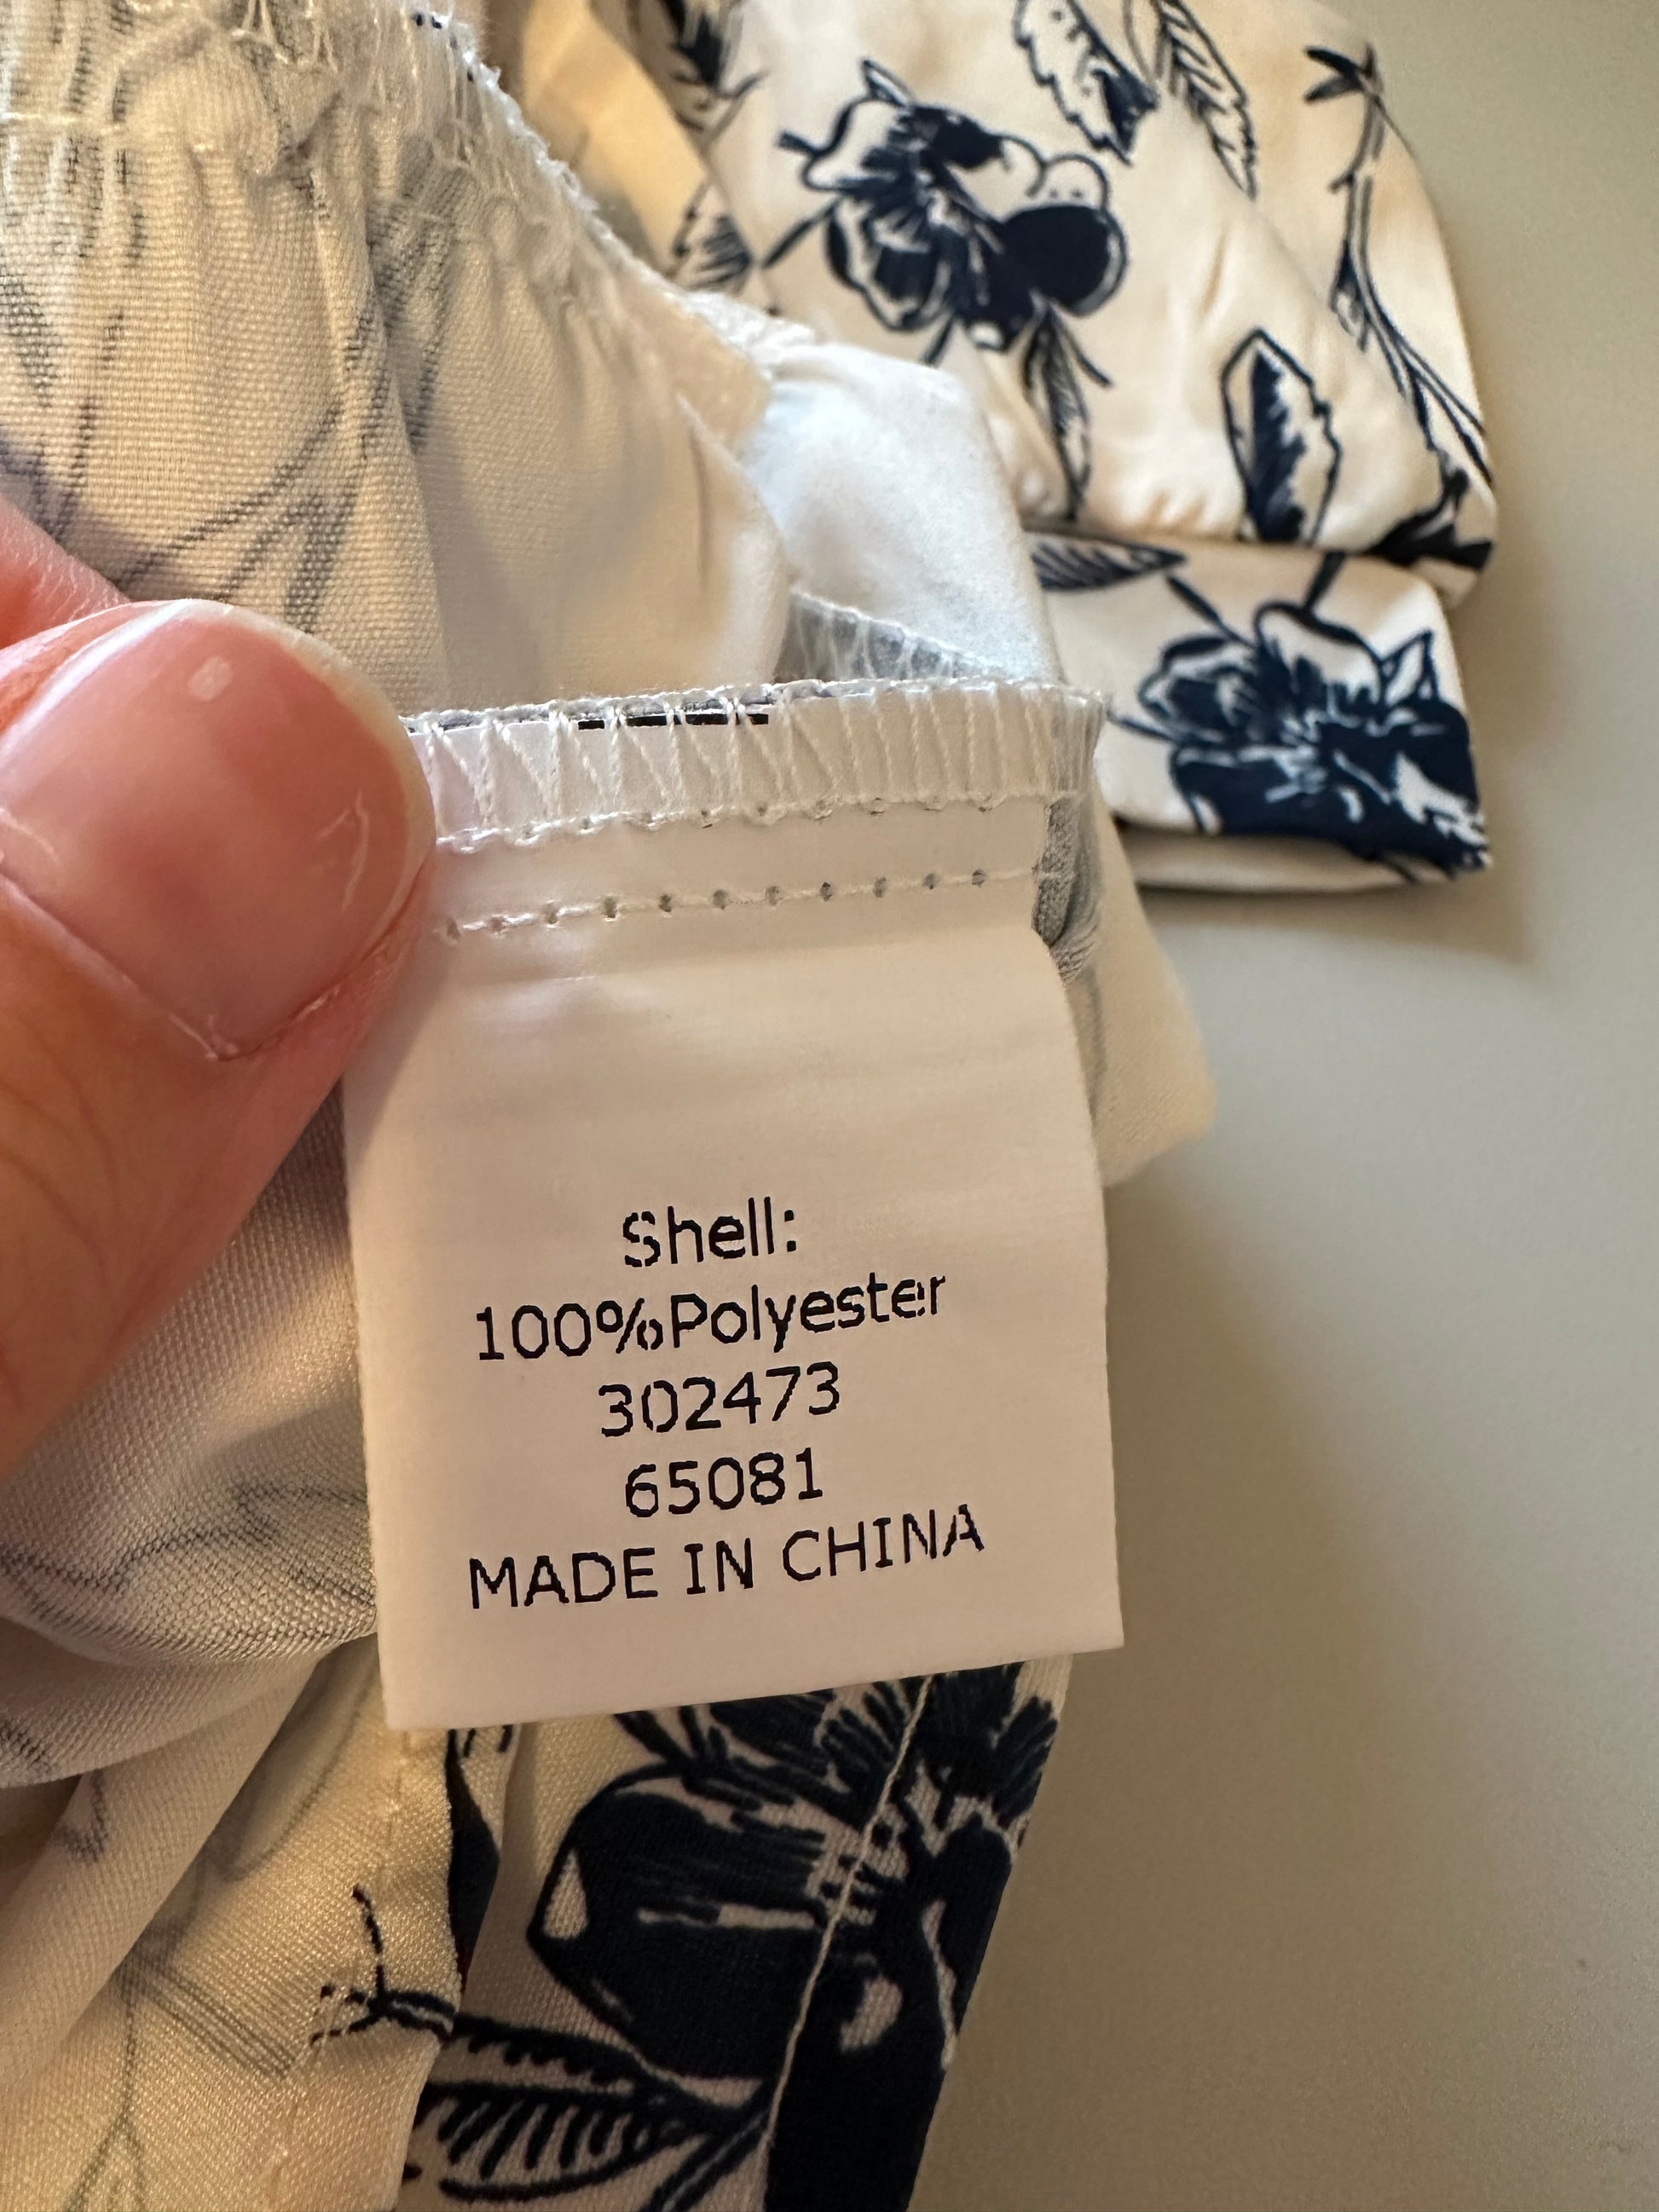 Shell:
100%Polyester
302473
65081
MADE IN CHINA